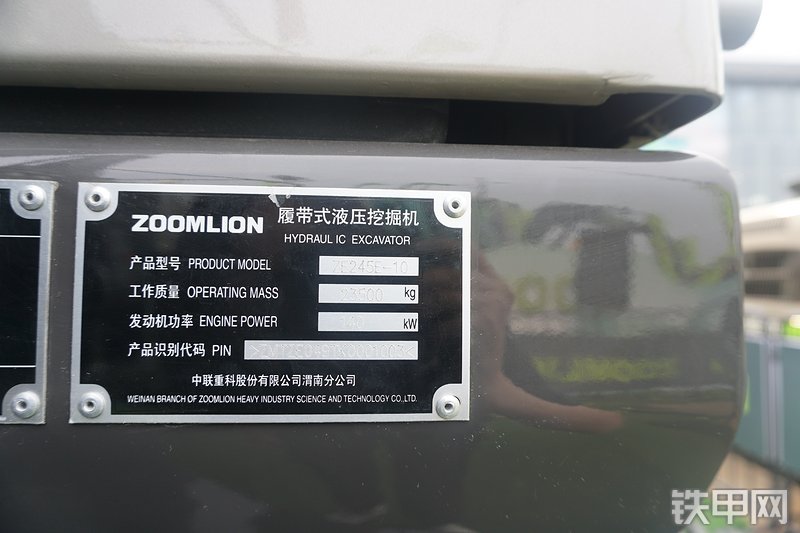 ZOOMLION 履带式液压挖掘机
HYDRAULIC EXCAVATOR
产品型号 PRODUCT MODEL ZE245E-10
工作质量 OPERATING MASS 23500 kg
发动机功率 ENGINE POWER kW
产品识别代码 PIN
中联重科股份有限公司渭南分公司
WEINAN BRANCH OF ZOOMLION HEAVY INDUSTRY SCIENCE AND TECHNOLOGY CO.,LTD.
铁甲网